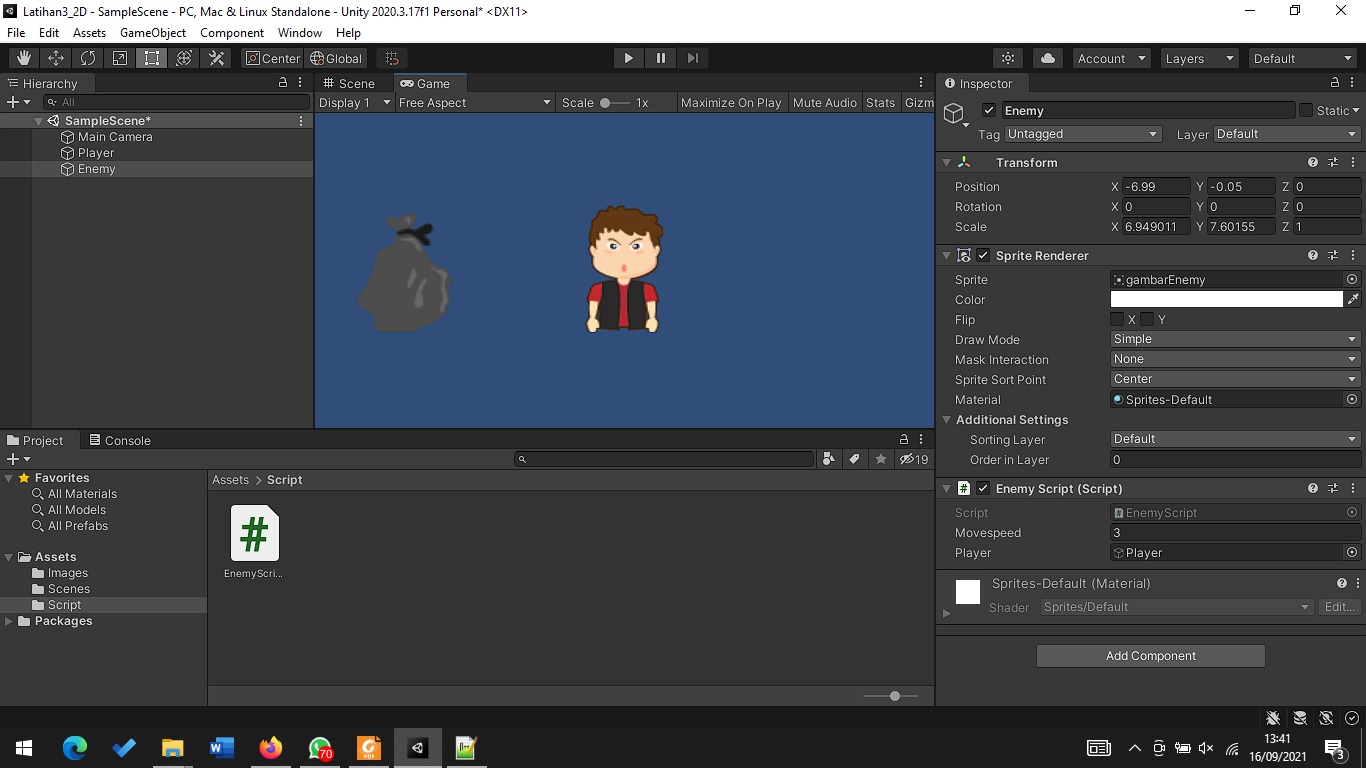 Latihan3_2D - SampleScene - PC, Mac & Linux Standalone - Unity 2020.3.17f1 Personal* <DX11>
File Edit Assets GameObject Component Window Help
Center Global Account Layers Default
Hierarchy
All
SampleScene*
Main Camera
Player
Enemy
Scene Game
Display 1 Free Aspect Scale 1x Maximize On Play Mute Audio Stats Gizm
Inspector
Enemy Static
Tag Untagged Layer Default
Transform
Position X -6.99 Y -0.05 Z 0
Rotation X 0 Y 0 Z 0
Scale X 6.949011 Y 7.60155 Z 1
Sprite Renderer
Sprite gambarEnemy
Color
Flip X Y
Draw Mode Simple
Mask Interaction None
Sprite Sort Point Center
Material Sprites-Default
Additional Settings
Sorting Layer Default
Order in Layer 0
# Enemy Script (Script)
Script EnemyScript
Movespeed 3
Player Player
Sprites-Default (Material)
Shader Sprites/Default Edit...
Add Component
Project Console
19
Favorites
All Materials
All Models
All Prefabs
Assets
Images
Scenes
Script
Packages
Assets > Script
#
EnemyScri...
70
PDF
13:41
16/09/2021
3